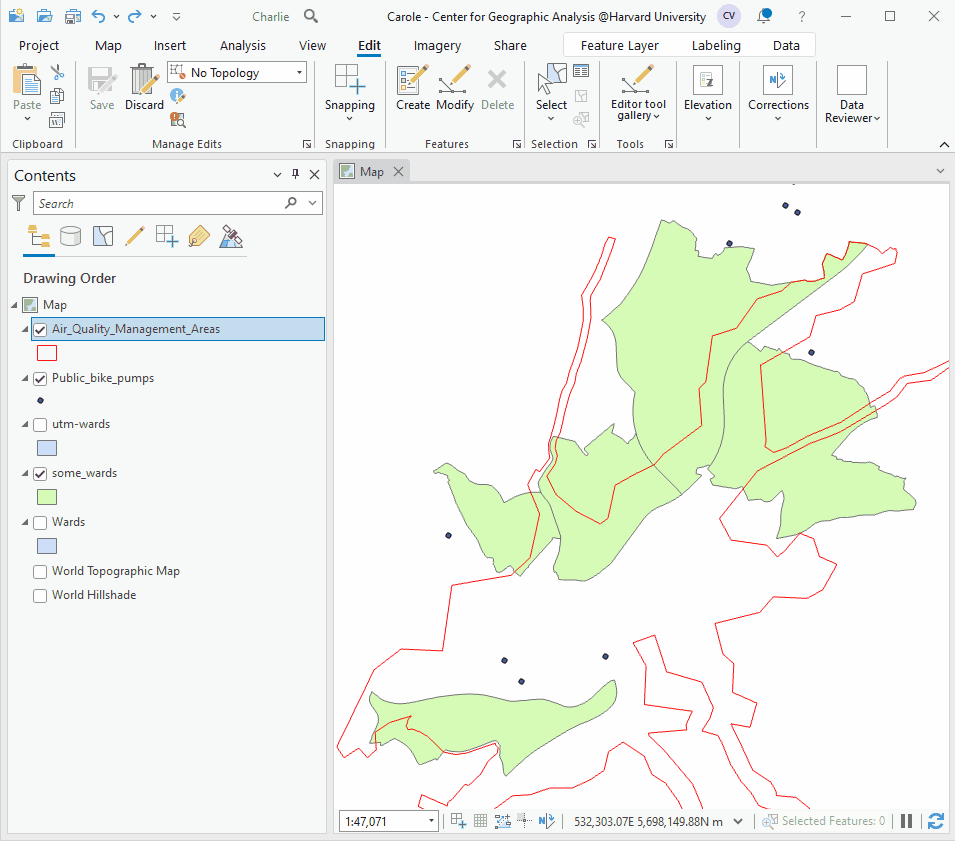 Charlie
Carole - Center for Geographic Analysis @Harvard University
CV
?
Project Map Insert Analysis View Edit Imagery Share Feature Layer Labeling Data
Paste
Clipboard
Save
Discard
No Topology
Manage Edits
Snapping
Snapping
Create
Modify
Delete
Features
Select
Selection
Editor tool
gallery
Tools
Elevation
Corrections
Data
Reviewer
Contents
Search
Drawing Order
Map
Air_Quality_Management_Areas
Public_bike_pumps
utm-wards
some_wards
Wards
World Topographic Map
World Hillshade
Map
1:47,071
532,303.07E 5,698,149.88N m
Selected Features: 0